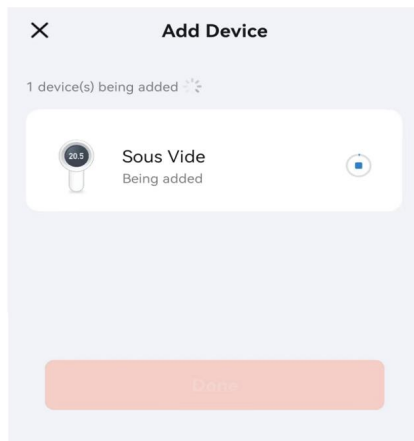 Add Device
1 device(s) being added
20.5
Sous Vide
Being added
Done